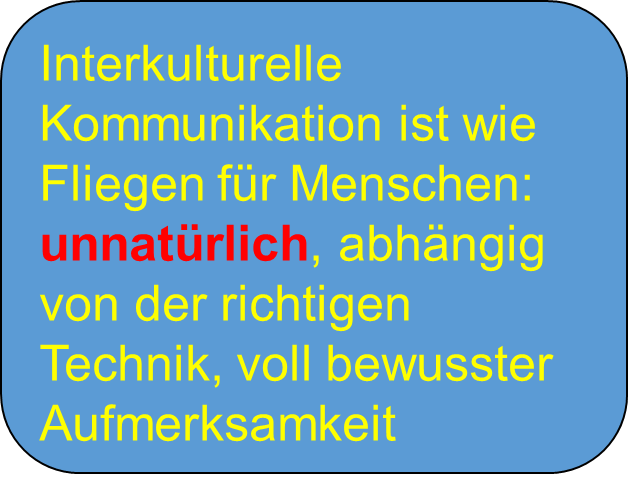 Interkulturelle
Kommunikation ist wie
Fliegen für Menschen:
unnatürlich, abhängig
von der richtigen
Technik, voll bewusster
Aufmerksamkeit